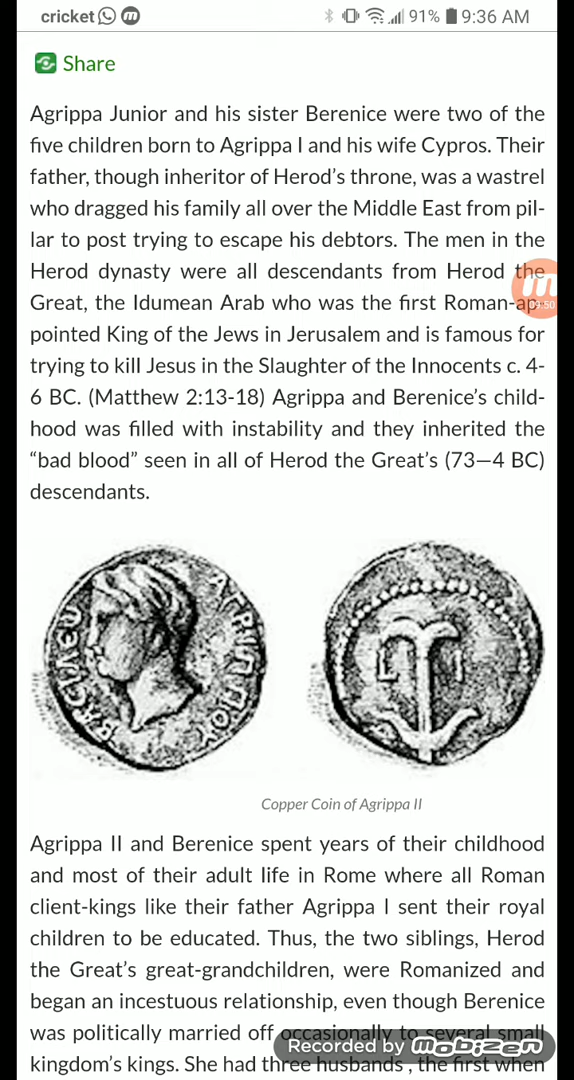 cricket
91% 9:36 AM
Share
Agrippa Junior and his sister Berenice were two of the
five children born to Agrippa I and his wife Cypros. Their
father, though inheritor of Herod’s throne, was a wastrel
who dragged his family all over the Middle East from pil-
lar to post trying to escape his debtors. The men in the
Herod dynasty were all descendants from Herod the
Great, the Idumean Arab who was the first Roman-ap-
pointed King of the Jews in Jerusalem and is famous for
trying to kill Jesus in the Slaughter of the Innocents c. 4-
6 BC. (Matthew 2:13-18) Agrippa and Berenice’s child-
hood was filled with instability and they inherited the
“bad blood” seen in all of Herod the Great’s (73—4 BC)
descendants.
ΒΑCΙΛΕΥ ΑΓΡΙΠΠΟΥ
Copper Coin of Agrippa II
Agrippa II and Berenice spent years of their childhood
and most of their adult life in Rome where all Roman
client-kings like their father Agrippa I sent their royal
children to be educated. Thus, the two siblings, Herod
the Great’s great-grandchildren, were Romanized and
began an incestuous relationship, even though Berenice
was politically married off occasionally to several small
kingdom’s kings. She had three husbands , the first when
Recorded by mobizen